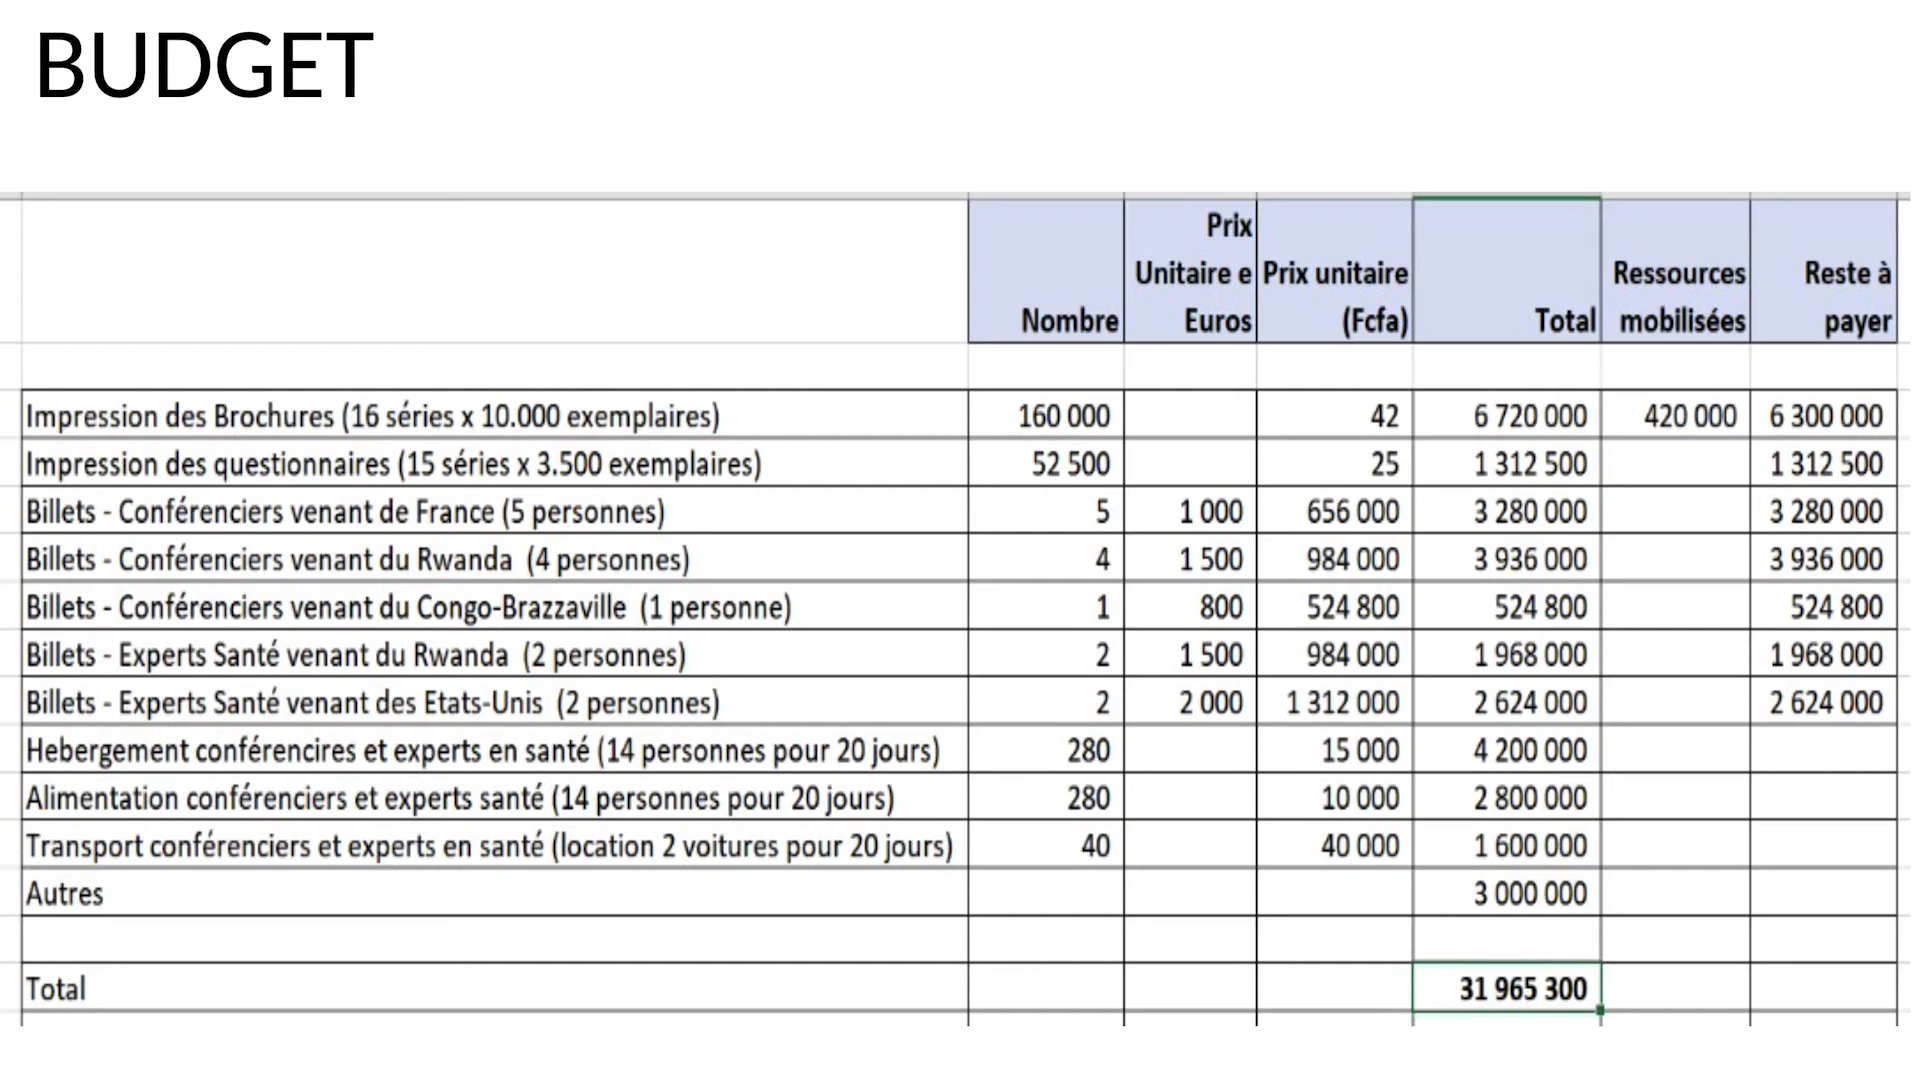 BUDGET
Nombre Prix Unitaire e Euros Prix unitaire (Fcfa) Total Ressources mobilisées Reste à payer
Impression des Brochures (16 séries x 10.000 exemplaires) 160 000 42 6 720 000 420 000 6 300 000
Impression des questionnaires (15 séries x 3.500 exemplaires) 52 500 25 1 312 500 1 312 500
Billets - Conférenciers venant de France (5 personnes) 5 1 000 656 000 3 280 000 3 280 000
Billets - Conférenciers venant du Rwanda (4 personnes) 4 1 500 984 000 3 936 000 3 936 000
Billets - Conférenciers venant du Congo-Brazzaville (1 personne) 1 800 524 800 524 800 524 800
Billets - Experts Santé venant du Rwanda (2 personnes) 2 1 500 984 000 1 968 000 1 968 000
Billets - Experts Santé venant des Etats-Unis (2 personnes) 2 2 000 1 312 000 2 624 000 2 624 000
Hebergement conférencires et experts en santé (14 personnes pour 20 jours) 280 15 000 4 200 000
Alimentation conférenciers et experts santé (14 personnes pour 20 jours) 280 10 000 2 800 000
Transport conférenciers et experts en santé (location 2 voitures pour 20 jours) 40 40 000 1 600 000
Autres 3 000 000
Total 31 965 300